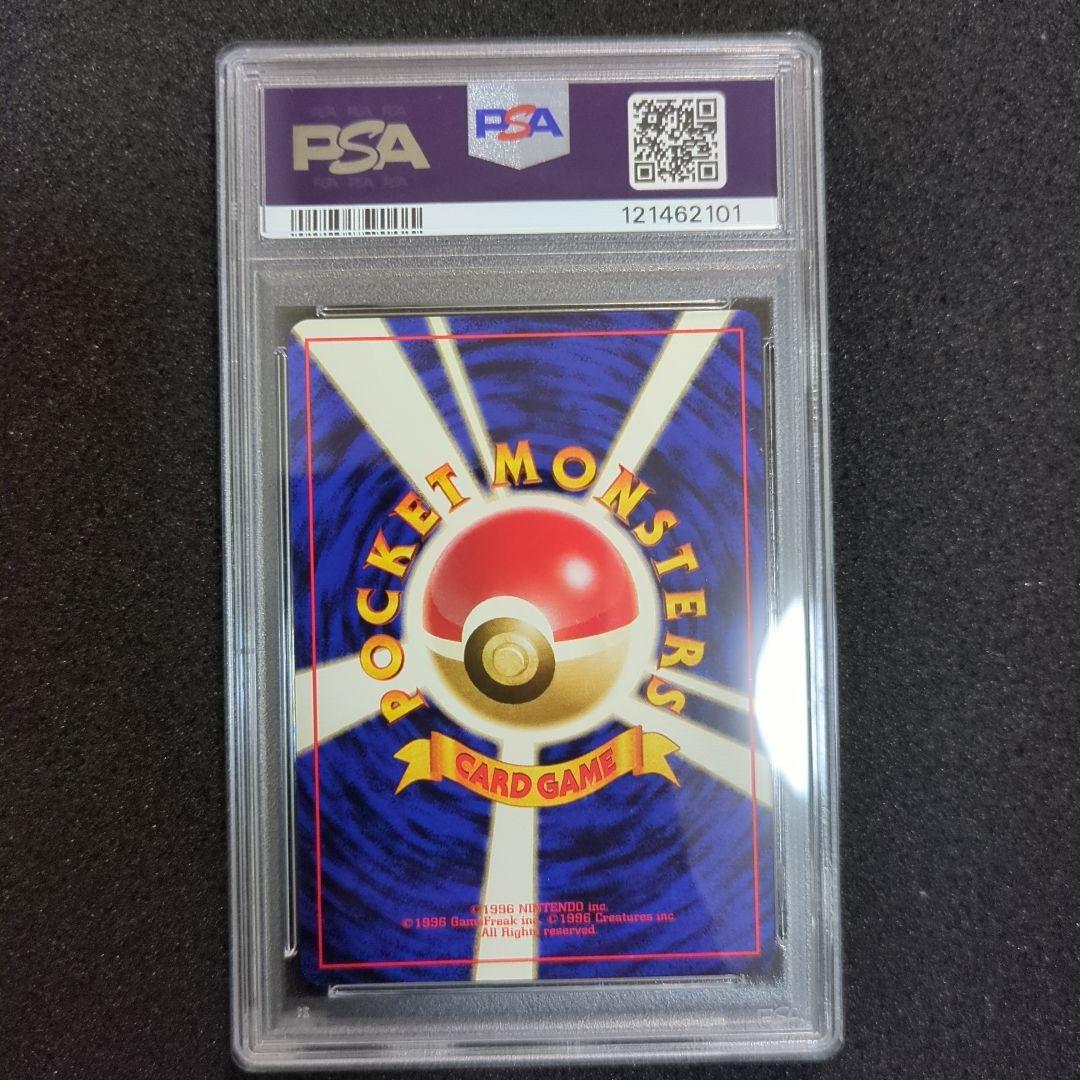 PSA
PSA
121462101
POCKET MONSTERS
CARD GAME
©1996 NINTENDO inc.
©1996 GameFreak inc. ©1996 Creatures inc.
All Rights reserved.